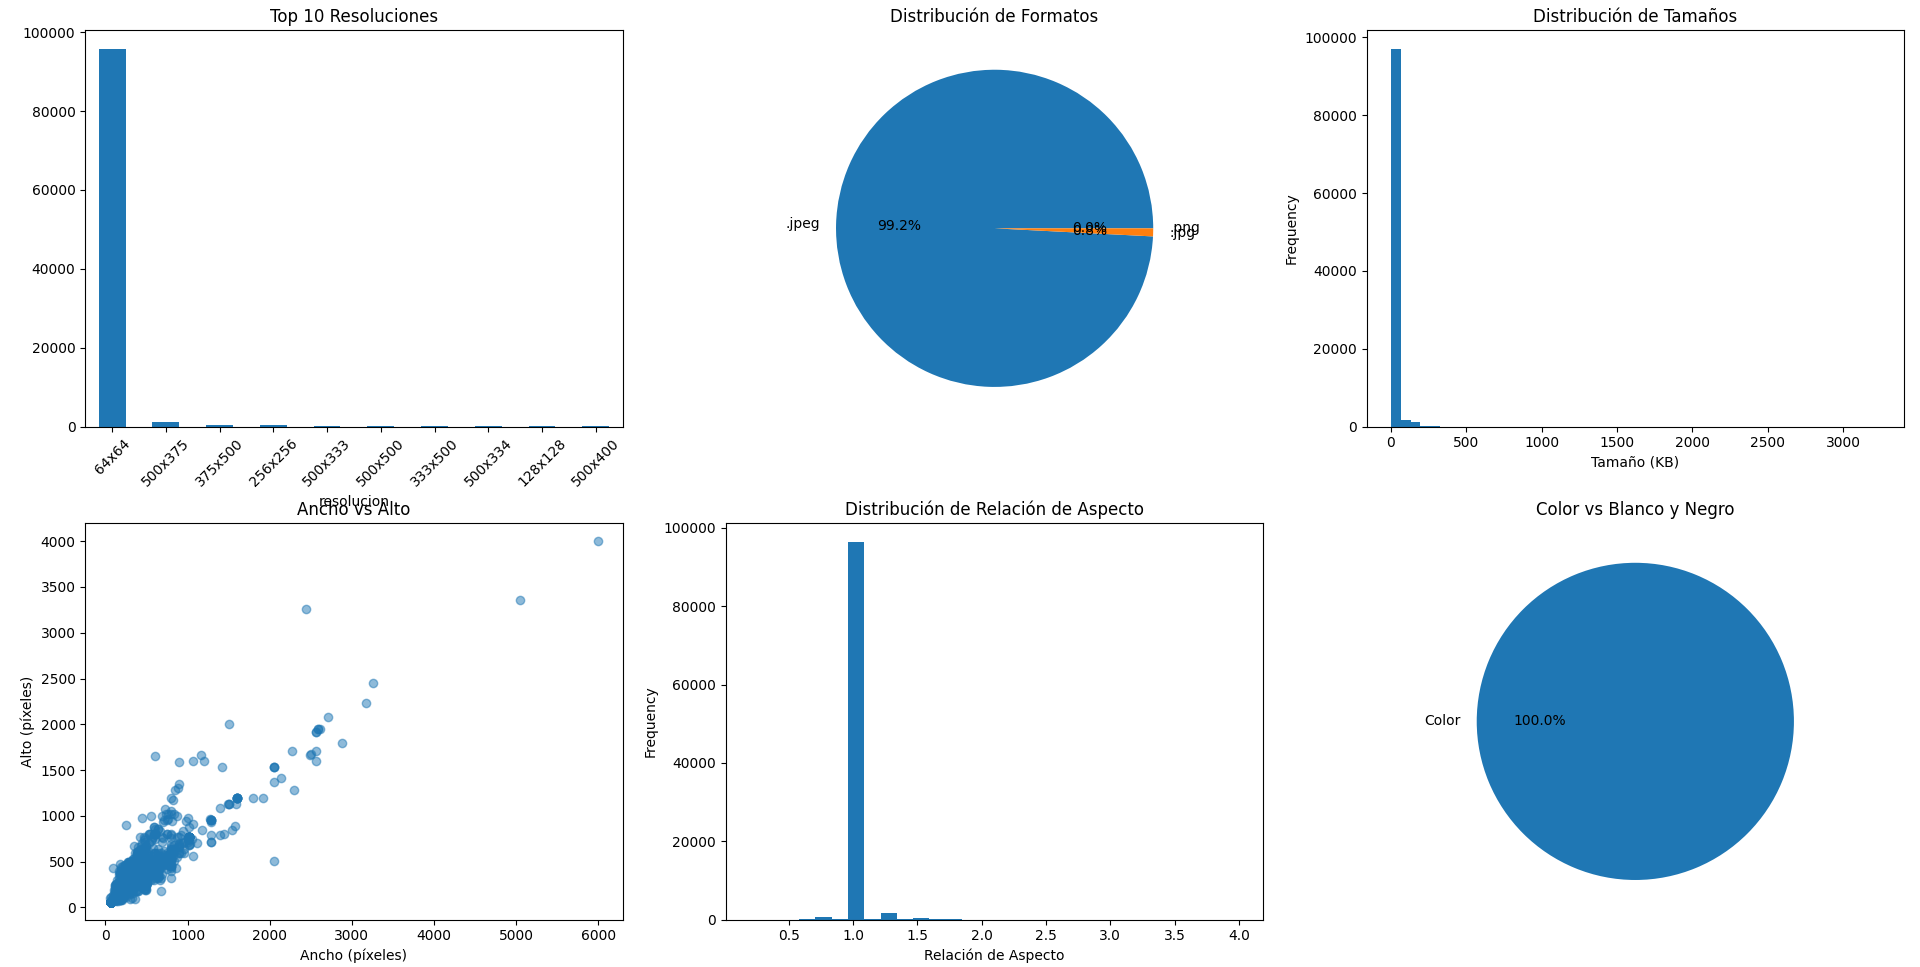 Top 10 Resoluciones
100000
80000
60000
40000
20000
0
64x64
500x375
375x500
256x256
500x333
500x500
333x500
500x334
128x128
500x400
resolucion
Distribución de Formatos
.jpeg
99.2%
0.0%
0.8%
.png
.jpg
Distribución de Tamaños
Frequency
100000
80000
60000
40000
20000
0
0 500 1000 1500 2000 2500 3000
Tamaño (KB)
Ancho vs Alto
Alto (píxeles)
4000
3500
3000
2500
2000
1500
1000
500
0
0 1000 2000 3000 4000 5000 6000
Ancho (píxeles)
Distribución de Relación de Aspecto
Frequency
100000
80000
60000
40000
20000
0
0.5 1.0 1.5 2.0 2.5 3.0 3.5 4.0
Relación de Aspecto
Color vs Blanco y Negro
Color
100.0%